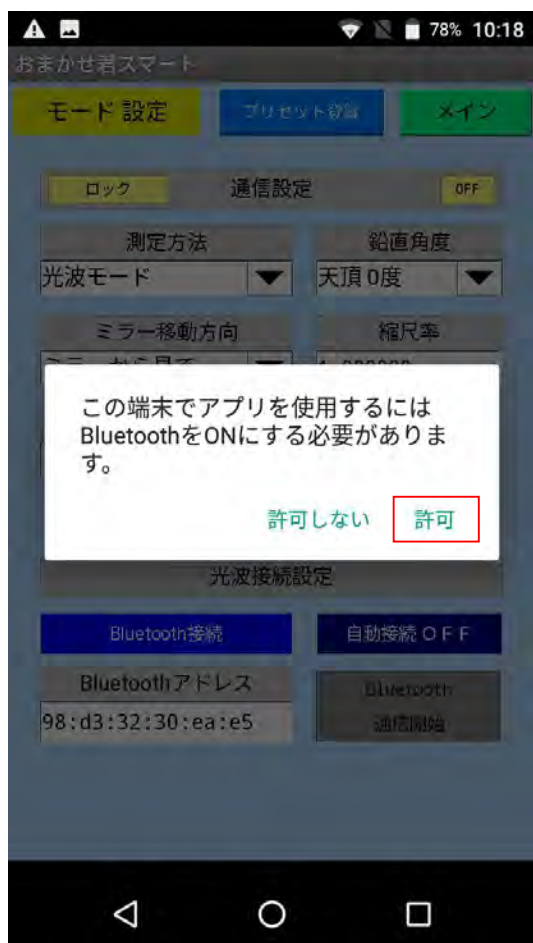 78% 10:18
おまかせ君スマート
モード 設定 プリセット登録 メイン
ロック 通信設定 OFF
測定方法 鉛直角度
光波モード 天頂 0度
ミラー移動方向 縮尺率
この端末でアプリを使用するには
BluetoothをONにする必要がありま
す。
許可しない 許可
光波接続設定
Bluetooth接続 自動接続 ОFF
Bluetoothアドレス
98:d3:32:30:ea:e5
Bluetooth
通信開始